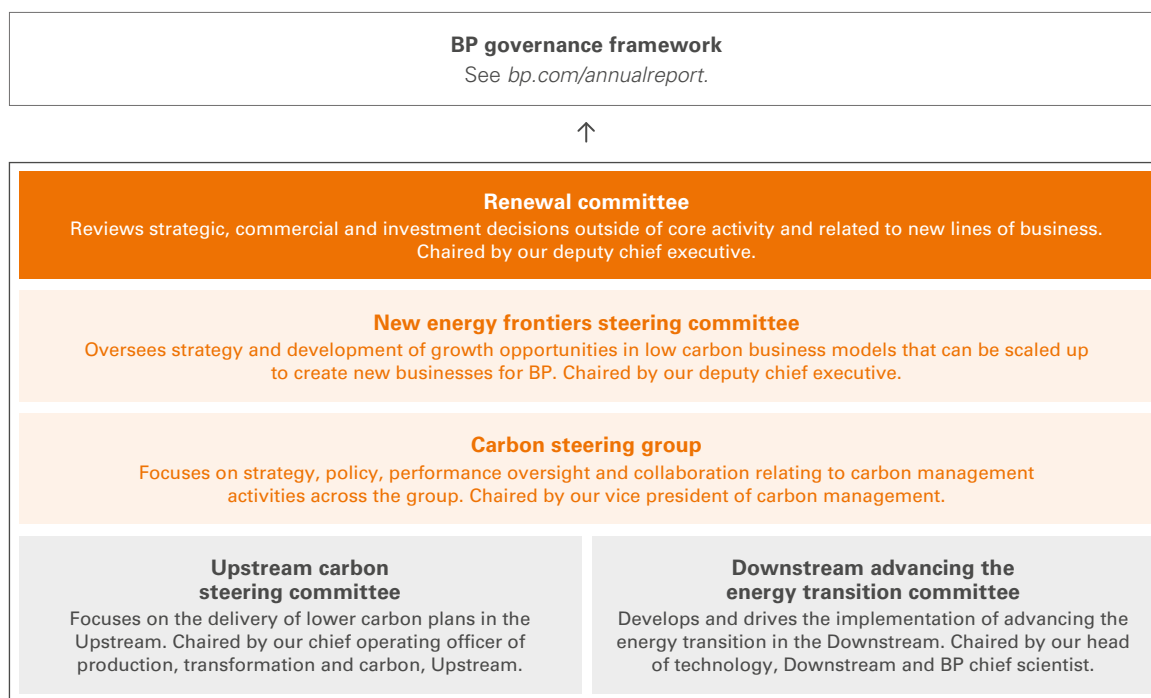 BP governance framework
See bp.com/annualreport.
↑
Renewal committee
Reviews strategic, commercial and investment decisions outside of core activity and related to new lines of business.
Chaired by our deputy chief executive.
New energy frontiers steering committee
Oversees strategy and development of growth opportunities in low carbon business models that can be scaled up
to create new businesses for BP. Chaired by our deputy chief executive.
Carbon steering group
Focuses on strategy, policy, performance oversight and collaboration relating to carbon management
activities across the group. Chaired by our vice president of carbon management.
Upstream carbon
steering committee
Focuses on the delivery of lower carbon plans in the
Upstream. Chaired by our chief operating officer of
production, transformation and carbon, Upstream.
Downstream advancing the
energy transition committee
Develops and drives the implementation of advancing the
energy transition in the Downstream. Chaired by our head
of technology, Downstream and BP chief scientist.